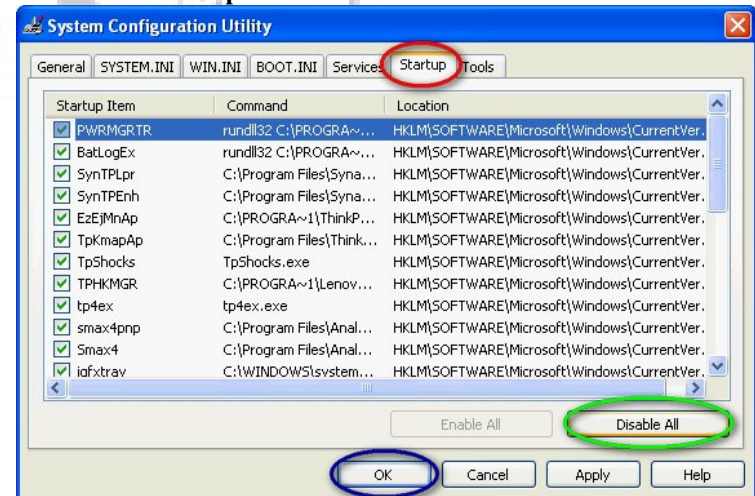 System Configuration Utility
General SYSTEM.INI WIN.INI BOOT.INI Services Startup Tools
Startup Item Command Location
PWRMGRTR rundll32 C:\PROGRA~... HKLM\SOFTWARE\Microsoft\Windows\CurrentVer.
BatLogEx rundll32 C:\PROGRA~... HKLM\SOFTWARE\Microsoft\Windows\CurrentVer.
SynTPLpr C:\Program Files\Syna... HKLM\SOFTWARE\Microsoft\Windows\CurrentVer.
SynTPEnh C:\Program Files\Syna... HKLM\SOFTWARE\Microsoft\Windows\CurrentVer.
EzEjMnAp C:\PROGRA~1\ThinkP... HKLM\SOFTWARE\Microsoft\Windows\CurrentVer.
TpKmapAp C:\Program Files\Think... HKLM\SOFTWARE\Microsoft\Windows\CurrentVer.
TpShocks TpShocks.exe HKLM\SOFTWARE\Microsoft\Windows\CurrentVer.
TPHKMGR C:\PROGRA~1\Lenov... HKLM\SOFTWARE\Microsoft\Windows\CurrentVer.
tp4ex tp4ex.exe HKLM\SOFTWARE\Microsoft\Windows\CurrentVer.
smax4pnp C:\Program Files\Anal... HKLM\SOFTWARE\Microsoft\Windows\CurrentVer.
Smax4 C:\Program Files\Anal... HKLM\SOFTWARE\Microsoft\Windows\CurrentVer.
igfxtray C:\WINDOWS\system... HKLM\SOFTWARE\Microsoft\Windows\CurrentVer.
Enable All Disable All
OK Cancel Apply Help